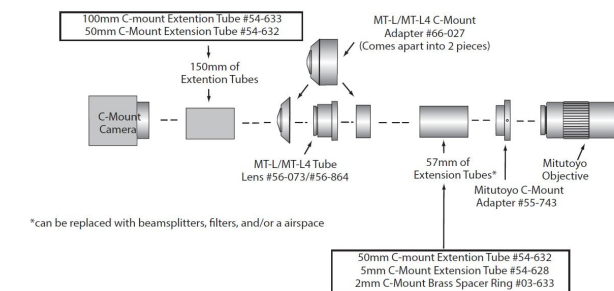 100mm C-mount Extention Tube #54-633
50mm C-Mount Extension Tube #54-632
MT-L/MT-L4 C-Mount
Adapter #66-027
(Comes apart into 2 pieces)
150mm of
Extention Tubes
C-Mount
Camera
MT-L/MT-L4 Tube
Lens #56-073/#56-864
57mm of
Extension Tubes*
Mitutoyo C-Mount
Adapter #55-743
Mitutoyo
Objective
*can be replaced with beamsplitters, filters, and/or a airspace
50mm C-mount Extention Tube #54-632
5mm C-Mount Extension Tube #54-628
2mm C-Mount Brass Spacer Ring #03-633